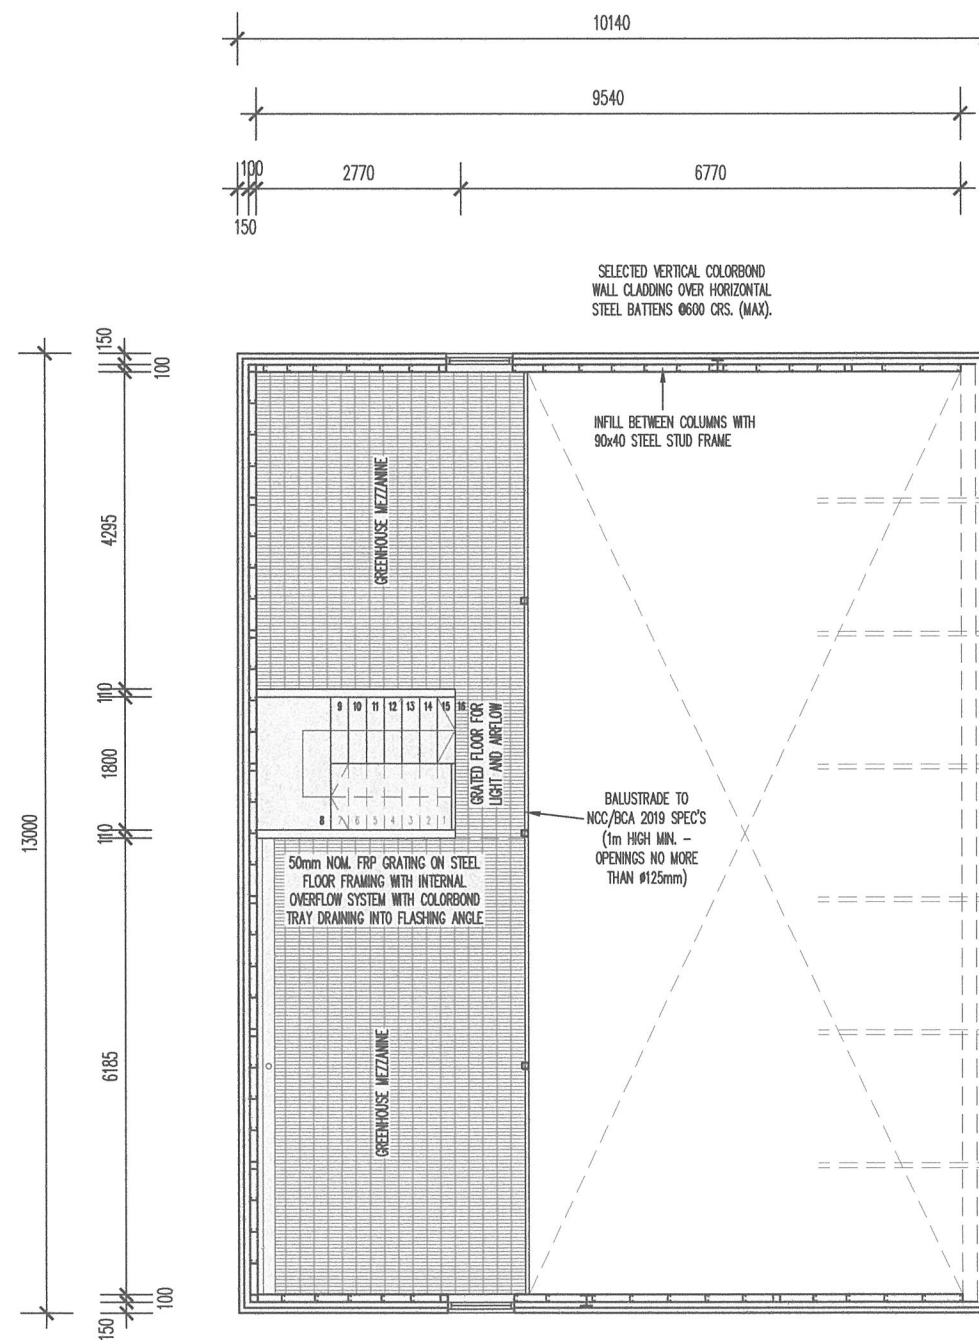 10140
9540
100
2770
6770
150
SELECTED VERTICAL COLORBOND
WALL CLADDING OVER HORIZONTAL
STEEL BATTENS @600 CRS. (MAX).
150
100
INFILL BETWEEN COLUMNS WITH
90x40 STEEL STUD FRAME
GREENHOUSE MEZZANINE
4295
110
9 10 11 12 13 14 15 16
GRATED FLOOR FOR
LIGHT AND AIRFLOW
1800
13000
BALUSTRADE TO
NCC/BCA 2019 SPEC'S
(1m HIGH MIN. -
OPENINGS NO MORE
THAN ø125mm)
8 7 6 5 4 3 2 1
110
50mm NOM. FRP GRATING ON STEEL
FLOOR FRAMING WITH INTERNAL
OVERFLOW SYSTEM WITH COLORBOND
TRAY DRAINING INTO FLASHING ANGLE
6185
GREENHOUSE MEZZANINE
100
150